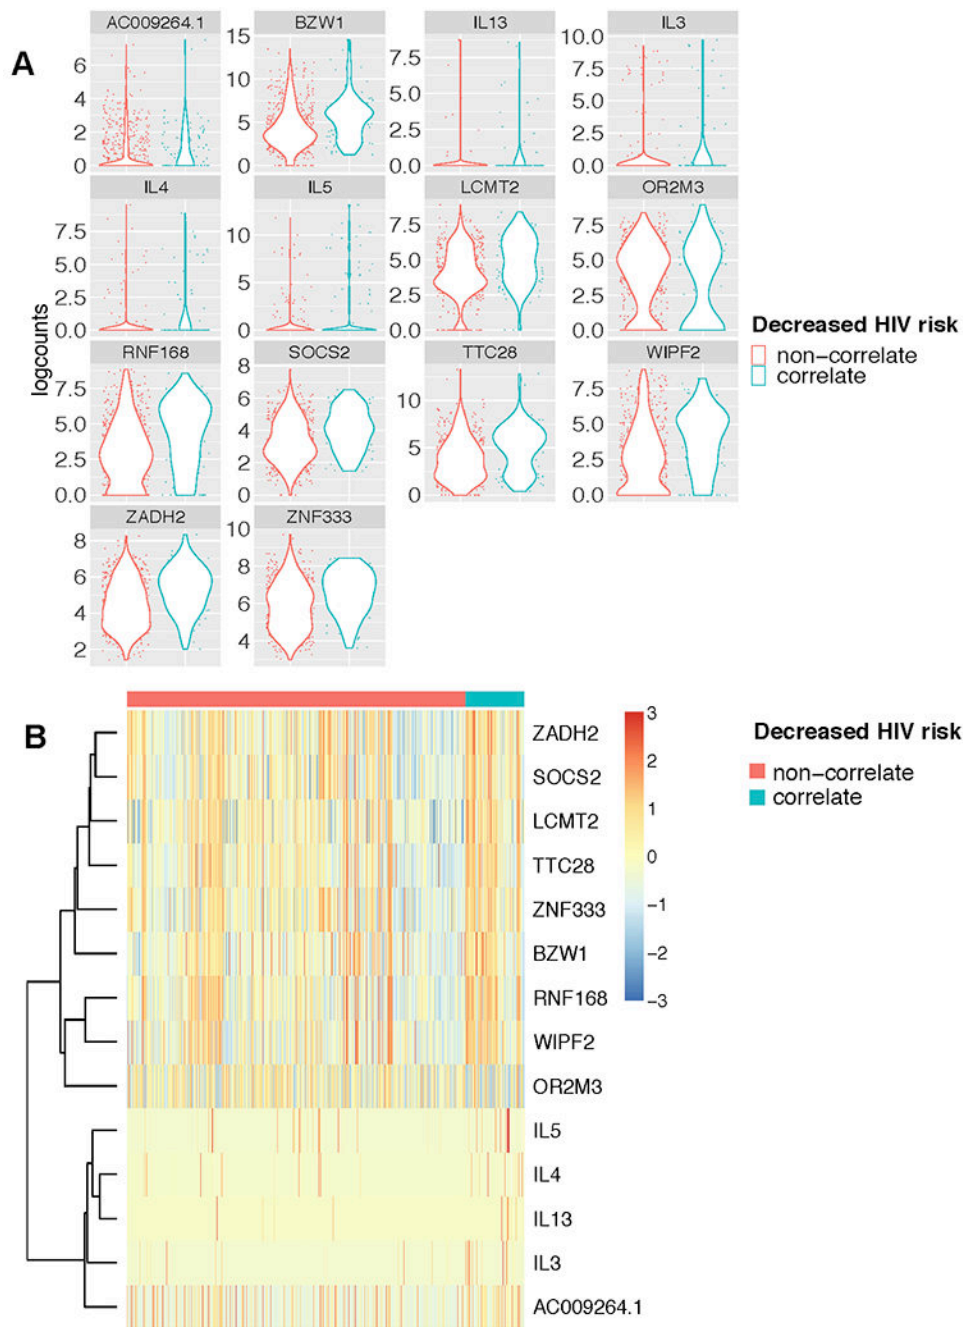 A
AC009264.1 BZW1 IL13 IL3
6 4 2 0
15 10 5 0
7.5 5.0 2.5 0.0
10.0 7.5 5.0 2.5 0.0
IL4 IL5 LCMT2 OR2M3
7.5 5.0 2.5 0.0
10 5 0
7.5 5.0 2.5 0.0
7.5 5.0 2.5 0.0
logcounts
RNF168 SOCS2 TTC28 WIPF2
7.5 5.0 2.5 0.0
8 6 4 2 0
10 5 0
7.5 5.0 2.5 0.0
ZADH2 ZNF333
8 6 4 2
10 8 6 4
Decreased HIV risk
non-correlate
correlate
B
ZADH2
SOCS2
LCMT2
TTC28
ZNF333
BZW1
RNF168
WIPF2
OR2M3
IL5
IL4
IL13
IL3
AC009264.1
3
2
1
0
−1
−2
−3
Decreased HIV risk
non-correlate
correlate